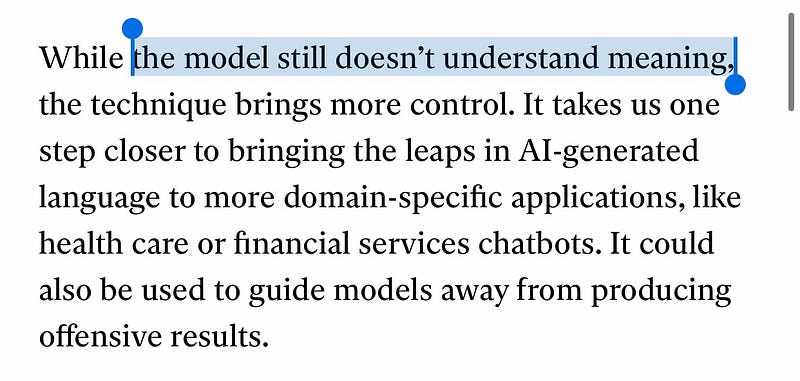 While the model still doesn’t understand meaning,
the technique brings more control. It takes us one
step closer to bringing the leaps in AI-generated
language to more domain-specific applications, like
health care or financial services chatbots. It could
also be used to guide models away from producing
offensive results.